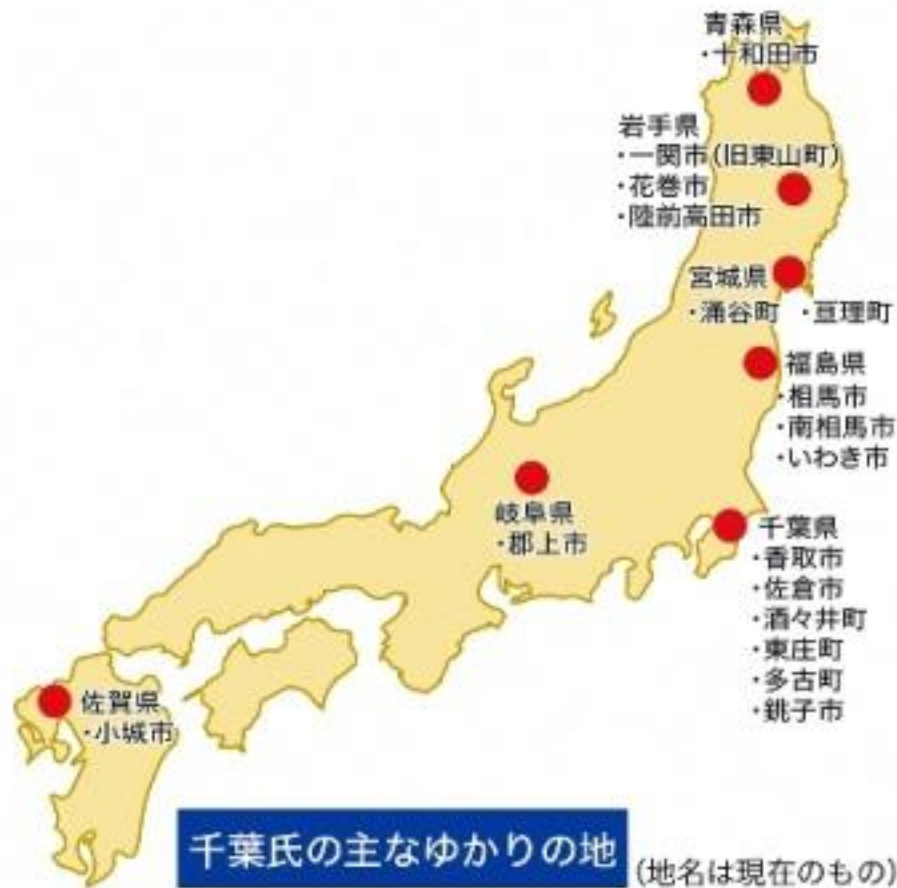 青森県
・十和田市
岩手県
・一関市(旧東山町)
・花巻市
・陸前高田市
宮城県
・涌谷町 ・亘理町
福島県
・相馬市
・南相馬市
・いわき市
岐阜県
・郡上市
千葉県
・香取市
・佐倉市
・酒々井町
・東庄町
・多古町
・銚子市
佐賀県
・小城市
千葉氏の主なゆかりの地
(地名は現在のもの)